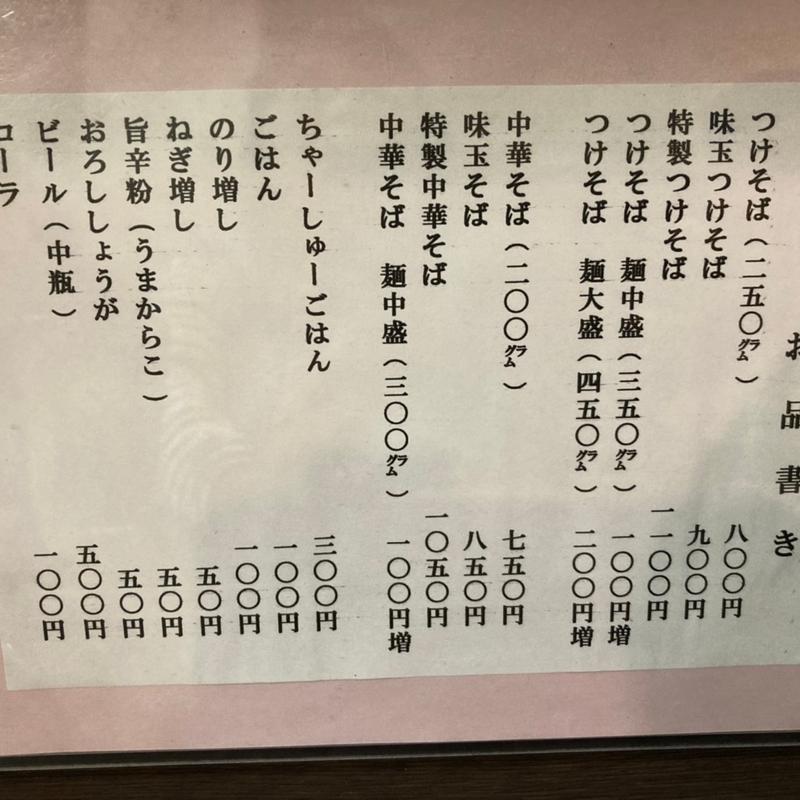 お品書き
つけそば（二五〇㌘） 八〇〇円
味玉つけそば 九〇〇円
特製つけそば 一一〇〇円
つけそば 麺中盛（三五〇㌘） 一〇〇円増
つけそば 麺大盛（四五〇㌘） 二〇〇円増
中華そば（二〇〇㌘） 七五〇円
味玉そば 八五〇円
特製中華そば 一〇五〇円
中華そば 麺中盛（三〇〇㌘） 一〇〇円増
ちゃーしゅーごはん 三〇〇円
ごはん 一〇〇円
のり増し 一〇〇円
ねぎ増し 五〇円
旨辛粉（うまからこ） 五〇円
おろししょうが 五〇円
ビール（中瓶） 五〇〇円
コーラ 一〇〇円